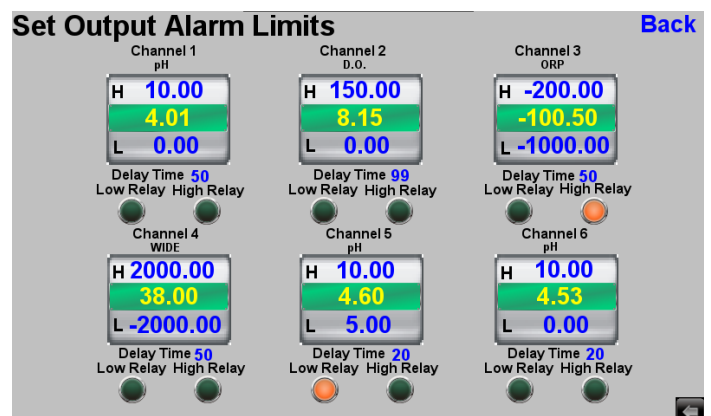 Set Output Alarm Limits
Back
Channel 1
pH
H 10.00
4.01
L 0.00
Delay Time 50
Low Relay High Relay
Channel 2
D.O.
H 150.00
8.15
L 0.00
Delay Time 99
Low Relay High Relay
Channel 3
ORP
H -200.00
-100.50
L -1000.00
Delay Time 50
Low Relay High Relay
Channel 4
WIDE
H 2000.00
38.00
L -2000.00
Delay Time 50
Low Relay High Relay
Channel 5
pH
H 10.00
4.60
L 5.00
Delay Time 20
Low Relay High Relay
Channel 6
pH
H 10.00
4.53
L 0.00
Delay Time 20
Low Relay High Relay